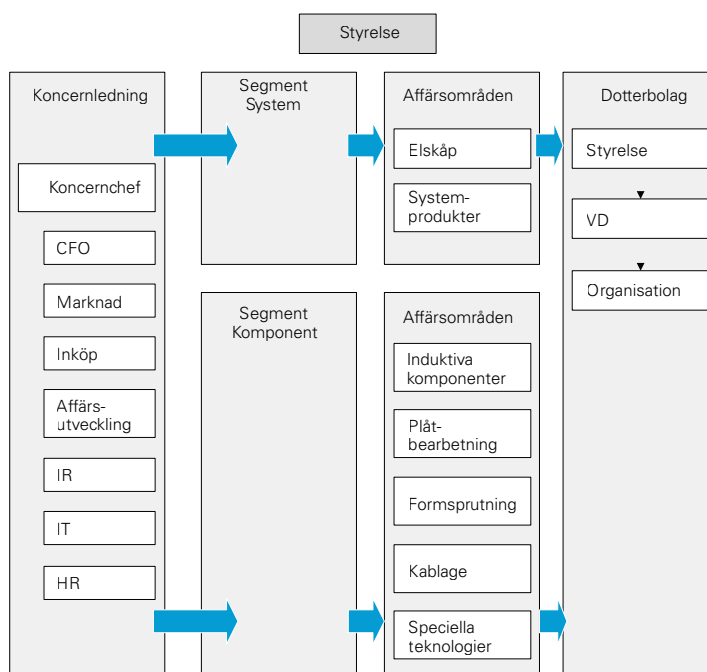 Styrelse
Koncernledning
Koncernchef
CFO
Marknad
Inköp
Affärs-
utveckling
IR
IT
HR
Segment
System
Affärsområden
Elskåp
System-
produkter
Segment
Komponent
Affärsområden
Induktiva
komponenter
Plåt-
bearbetning
Formsprutning
Kablage
Speciella
teknologier
Dotterbolag
Styrelse
VD
Organisation